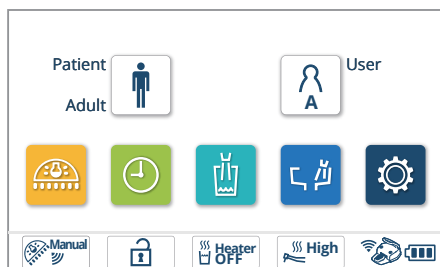 Patient
User
Adult
A
Manual
Heater
OFF
High